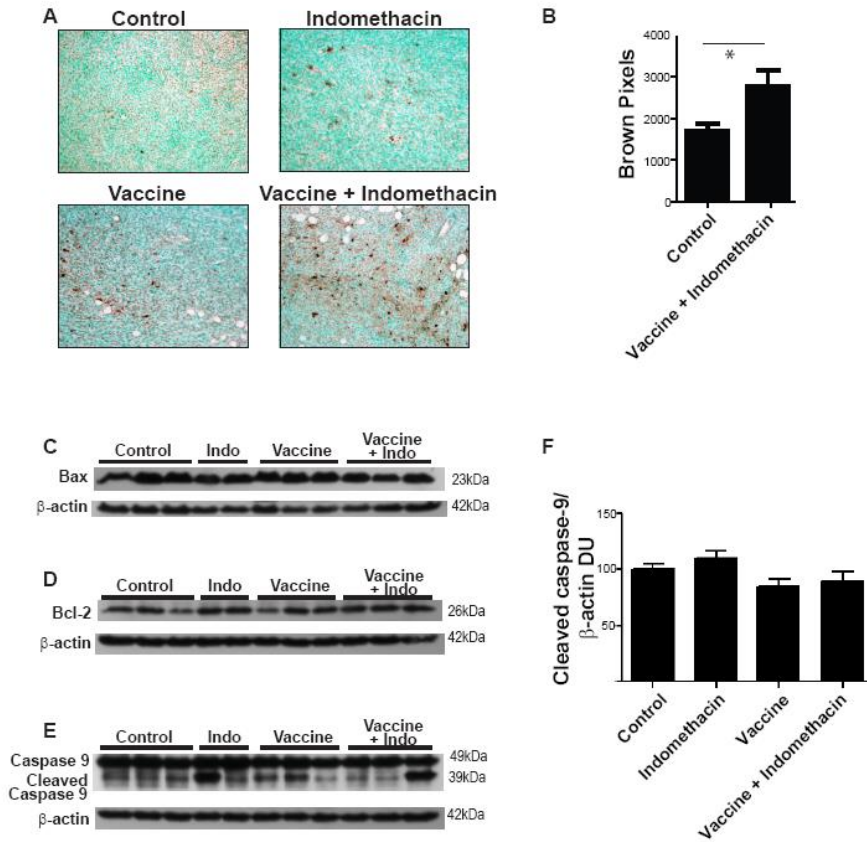 A
Control
Indomethacin
Vaccine
Vaccine + Indomethacin
B
Brown Pixels
4000
3000
2000
1000
0
*
Control
Vaccine + Indomethacin
C
Control
Indo
Vaccine
Vaccine
+ Indo
Bax
23kDa
β-actin
42kDa
D
Control
Indo
Vaccine
Vaccine
+ Indo
Bcl-2
26kDa
β-actin
42kDa
E
Control
Indo
Vaccine
Vaccine
+ Indo
Caspase 9
49kDa
Cleaved
39kDa
Caspase 9
β-actin
42kDa
F
Cleaved caspase-9/
β-actin DU
150
100
50
Control
Indomethacin
Vaccine
Vaccine + Indomethacin